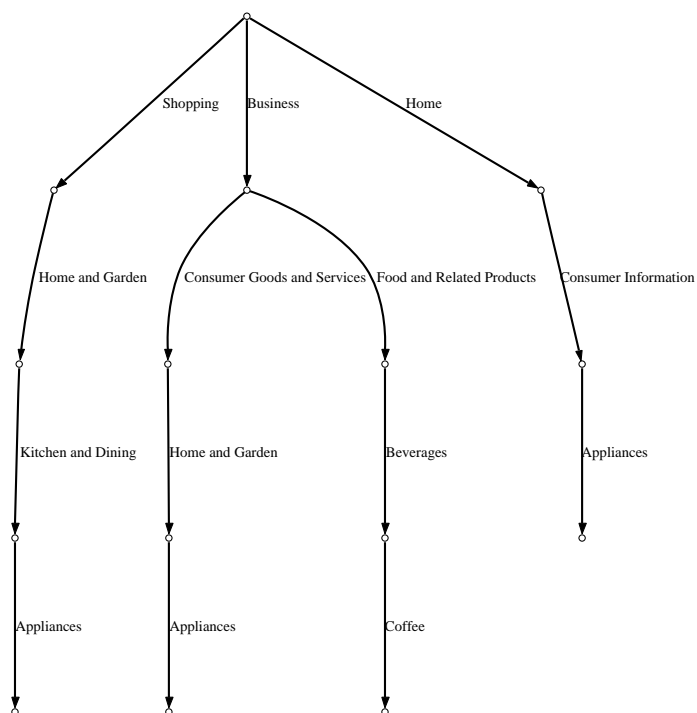 Shopping Business Home
Home and Garden Consumer Goods and Services Food and Related Products Consumer Information
Kitchen and Dining Home and Garden Beverages Appliances
Appliances Appliances Coffee